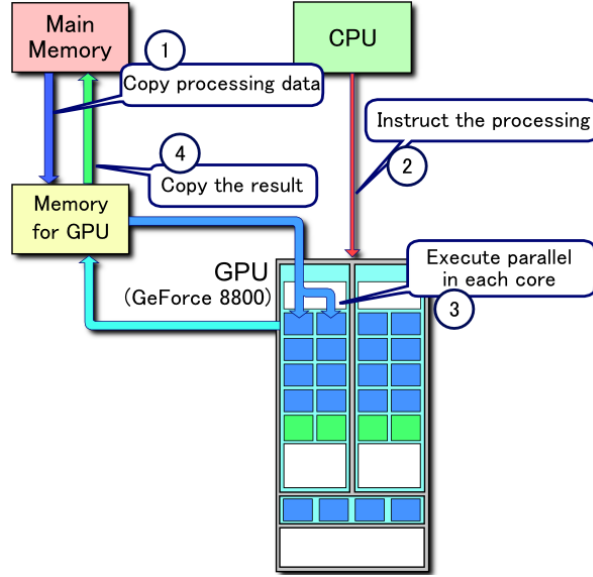 Main
Memory
CPU
1
Copy processing data
Instruct the processing
2
4
Copy the result
Memory
for GPU
GPU
(GeForce 8800)
Execute parallel
in each core
3